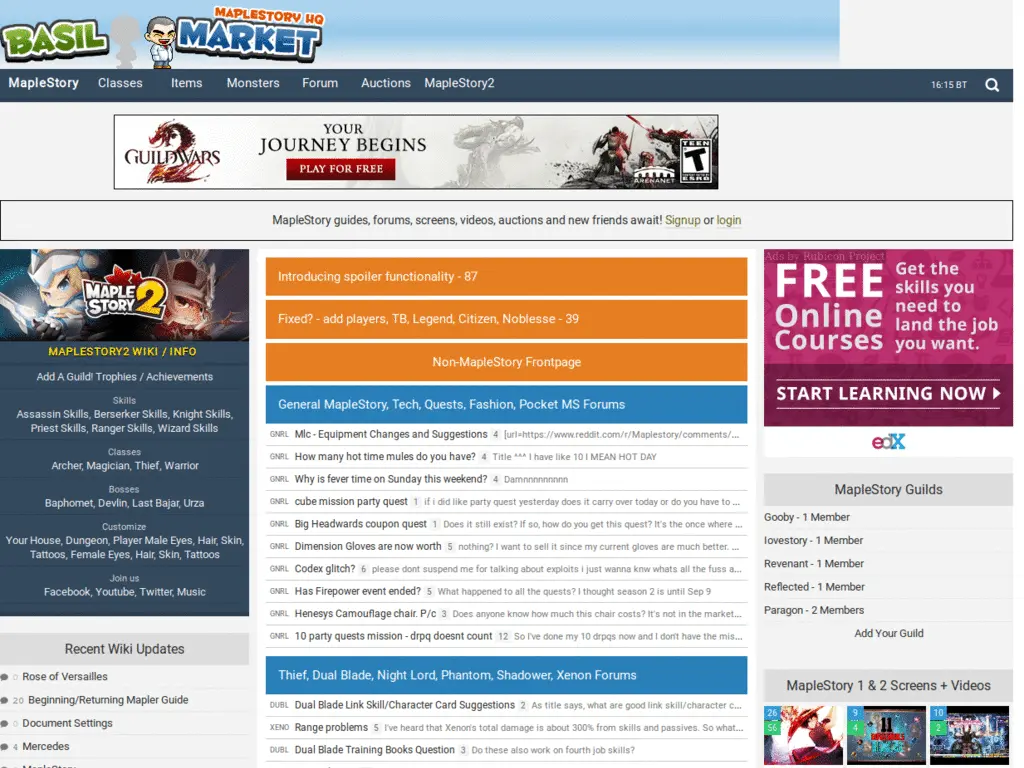 MAPLESTORY HQ
BASIL MARKET
MapleStory Classes Items Monsters Forum Auctions MapleStory2 16:15 BT
GUILDWARS YOUR JOURNEY BEGINS PLAY FOR FREE ARENANET TEEN T ESRB
MapleStory guides, forums, screens, videos, auctions and new friends await! Signup or login
MAPLE STORY 2
MAPLESTORY2 WIKI / INFO
Add A Guild! Trophies / Achievements
Skills
Assassin Skills, Berserker Skills, Knight Skills,
Priest Skills, Ranger Skills, Wizard Skills
Classes
Archer, Magician, Thief, Warrior
Bosses
Baphomet, Devlin, Last Bajar, Urza
Customize
Your House, Dungeon, Player Male Eyes, Hair, Skin,
Tattoos, Female Eyes, Hair, Skin, Tattoos
Join us
Facebook, Youtube, Twitter, Music
Recent Wiki Updates
0 Rose of Versailles
20 Beginning/Returning Mapler Guide
0 Document Settings
4 Mercedes
Introducing spoiler functionality - 87
Fixed? - add players, TB, Legend, Citizen, Noblesse - 39
Non-MapleStory Frontpage
General MapleStory, Tech, Quests, Fashion, Pocket MS Forums
GNRL Mlc - Equipment Changes and Suggestions 4 [url=https://www.reddit.com/r/Maplestory/comments/...
GNRL How many hot time mules do you have? 4 Title ^^^ I have like 10 I MEAN HOT DAY
GNRL Why is fever time on Sunday this weekend? 4 Damnnnnnnnnn
GNRL cube mission party quest 1 if i did like party quest yesterday does it carry over today or do you have to ...
GNRL Big Headwards coupon quest 1 Does it still exist? If so, how do you get this quest? It's the once where ...
GNRL Dimension Gloves are now worth 5 nothing? I want to sell it since my current gloves are much better. ...
GNRL Codex glitch? 6 please dont suspend me for talking about exploits i just wanna knw whats all the fuss a...
GNRL Has Firepower event ended? 5 What happened to all the quests? I thought season 2 is until Sep 9
GNRL Henesys Camouflage chair. P/c 3 Does anyone know how much this chair costs? It's not in the market...
GNRL 10 party quests mission - drpq doesnt count 12 So I've done my 10 drpqs now and I don't have the mis...
Thief, Dual Blade, Night Lord, Phantom, Shadower, Xenon Forums
DUBL Dual Blade Link Skill/Character Card Suggestions 2 As title says, what are good link skill/character c...
XENO Range problems 5 I've heard that Xenon's total damage is about 300% from skills and passives. So what...
DUBL Dual Blade Training Books Question 3 Do these also work on fourth job skills?
Ads by Rubicon Project
FREE Online Courses
Get the skills you need to land the job you want.
START LEARNING NOW
edX
MapleStory Guilds
Gooby - 1 Member
Iovestory - 1 Member
Revenant - 1 Member
Reflected - 1 Member
Paragon - 2 Members
Add Your Guild
MapleStory 1 & 2 Screens + Videos
26 9 10
56 4 2
11